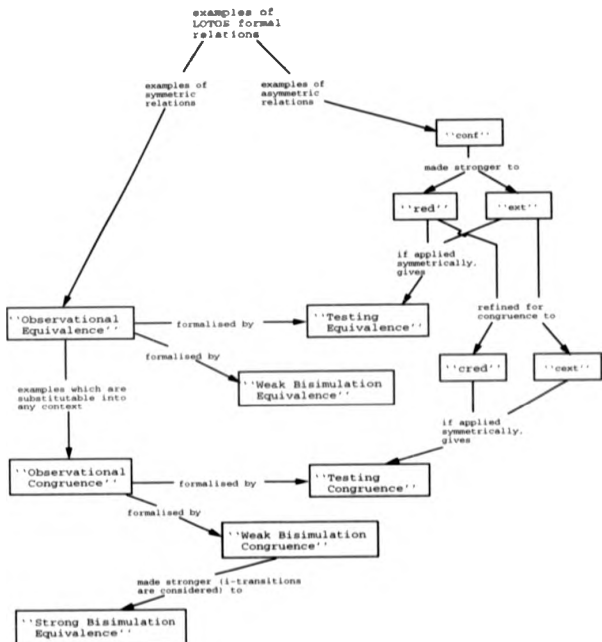 examples of
LOTOS formal
relations
examples of
symmetric
relations
examples of
asymmetric
relations
''conf''
made stronger to
''red''
''ext''
if applied
symmetrically,
gives
refined for
congruence to
''Observational
Equivalence''
formalised by
''Testing
Equivalence''
formalised by
''Weak Bisimulation
Equivalence''
''cred''
''cext''
examples which are
substitutable into
any context
if applied
symmetrically,
gives
''Observational
Congruence''
formalised by
''Testing
Congruence''
formalised by
''Weak Bisimulation
Congruence''
made stronger (i-transitions
are considered) to
''Strong Bisimulation
Equivalence''